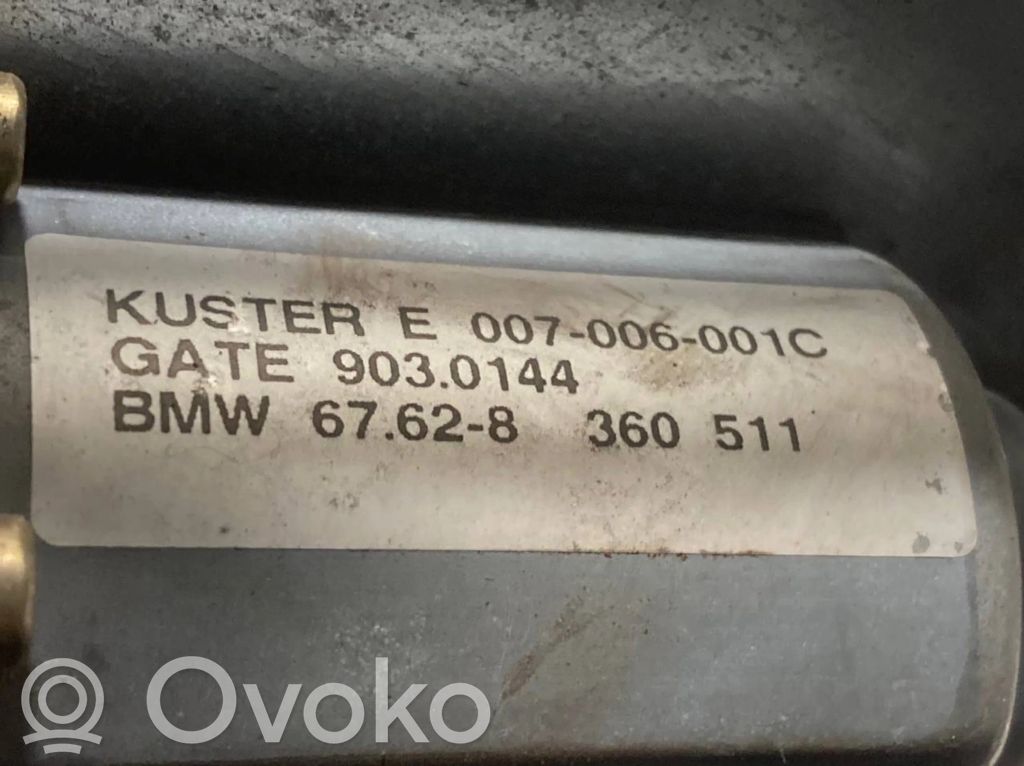 KUSTER E 007-006-001C
GATE 903.0144
BMW 67.62-8 360 511
Ovoko